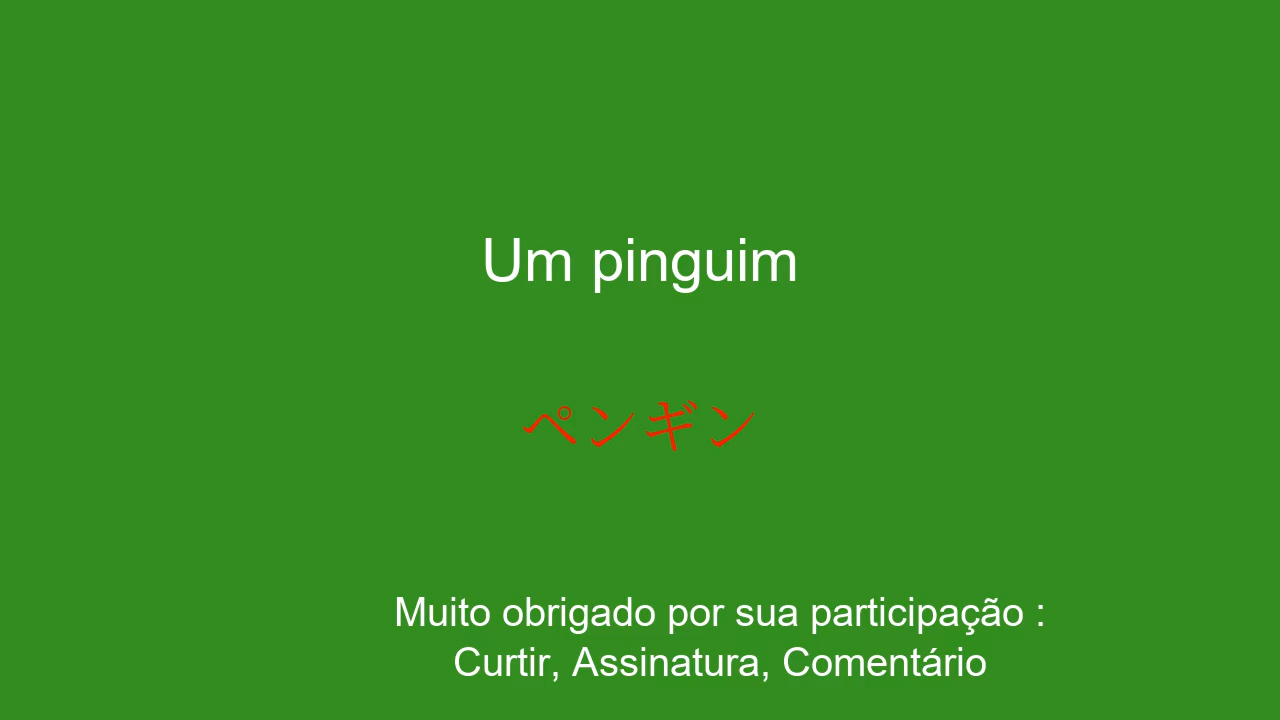 Um pinguim
ペンギン
Muito obrigado por sua participação :
Curtir, Assinatura, Comentário